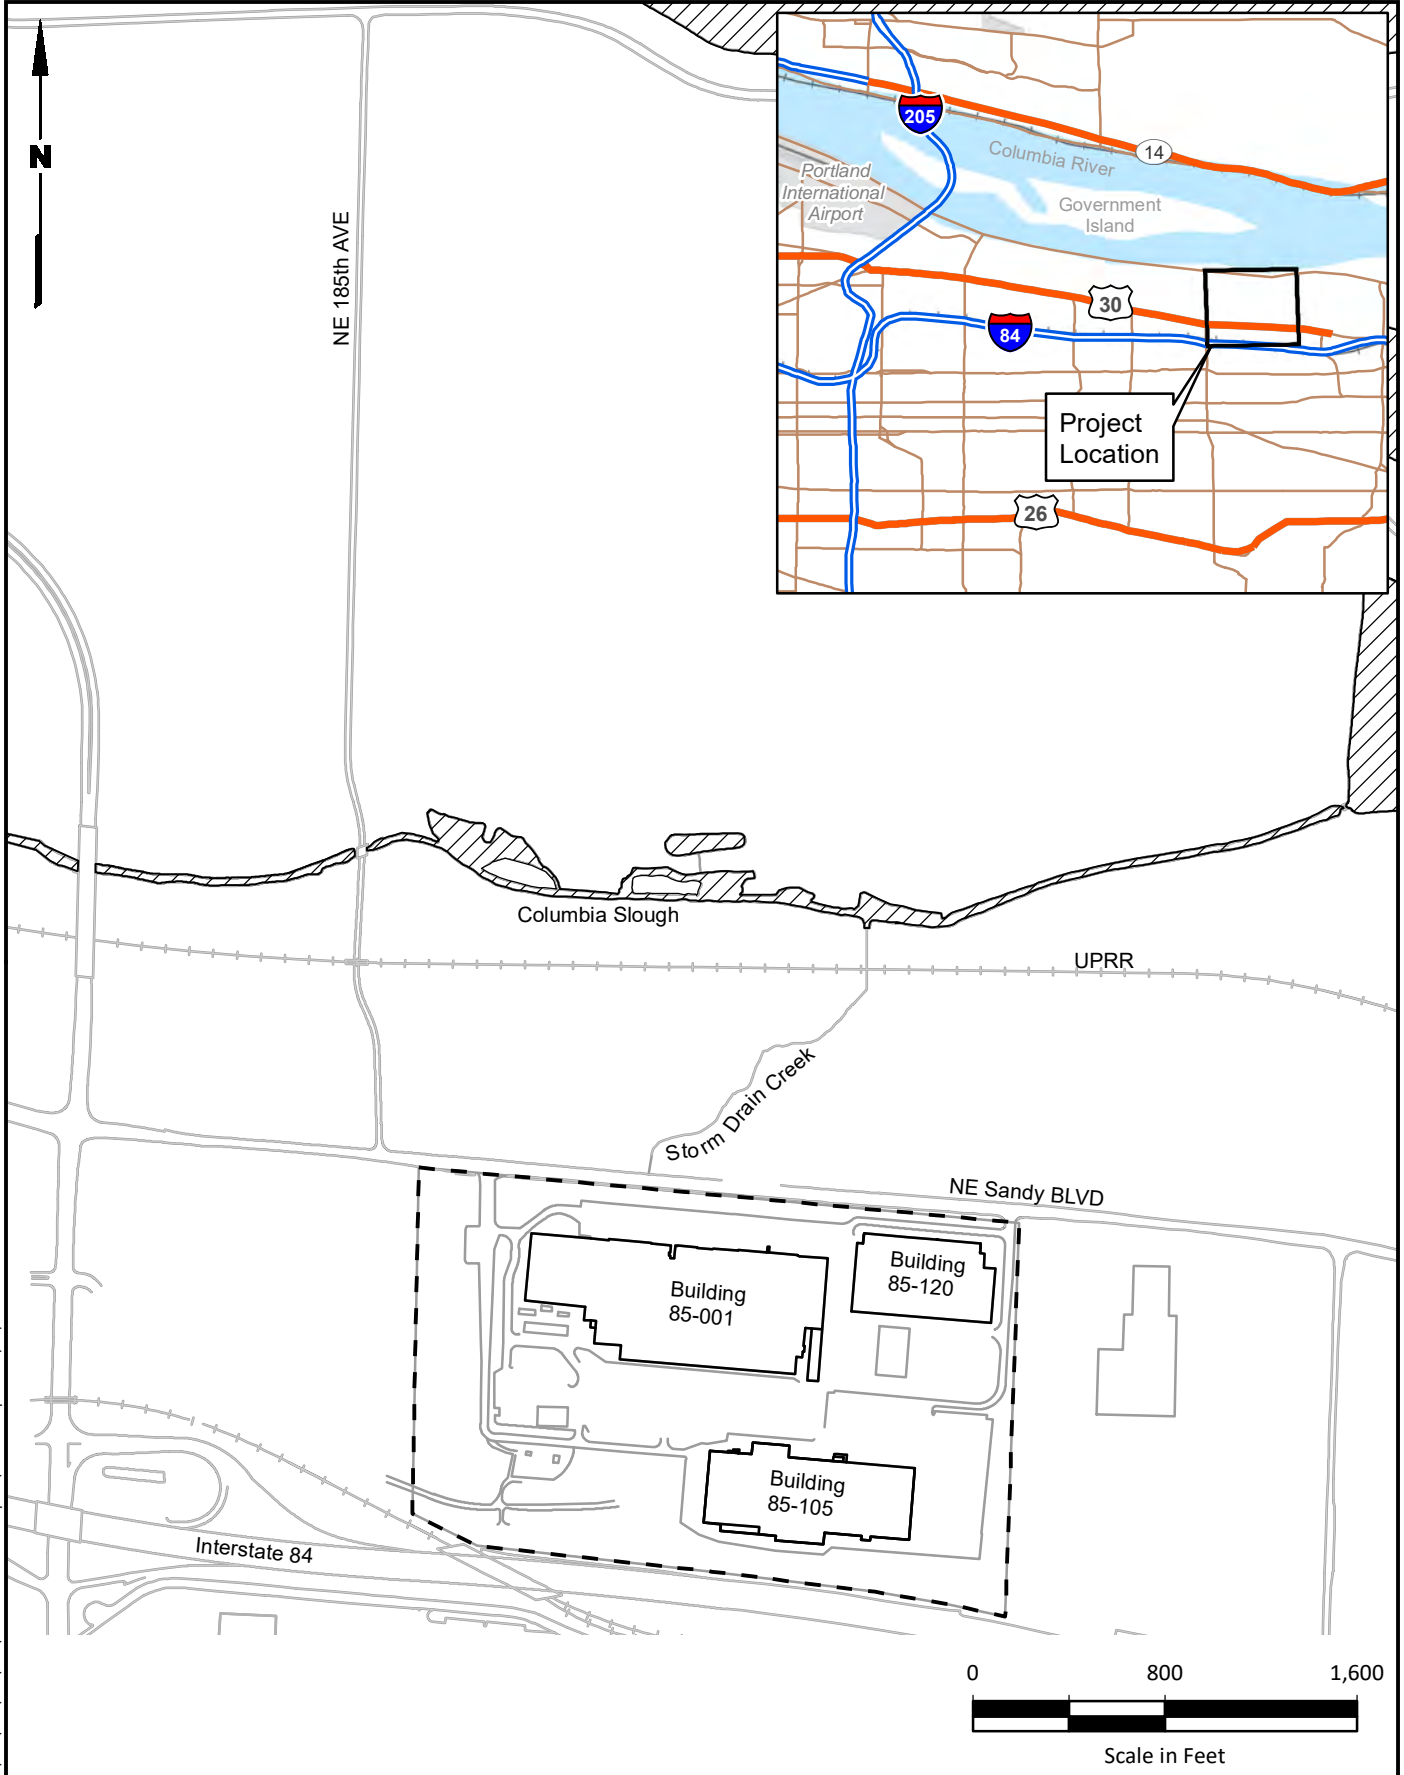 N
NE 185th AVE
205
14
Columbia River
Portland
International
Airport
Government
Island
30
84
Project
Location
26
Columbia Slough
UPRR
Storm Drain Creek
NE Sandy BLVD
Building
85-001
Building
85-120
Building
85-105
Interstate 84
0 800 1,600
Scale in Feet